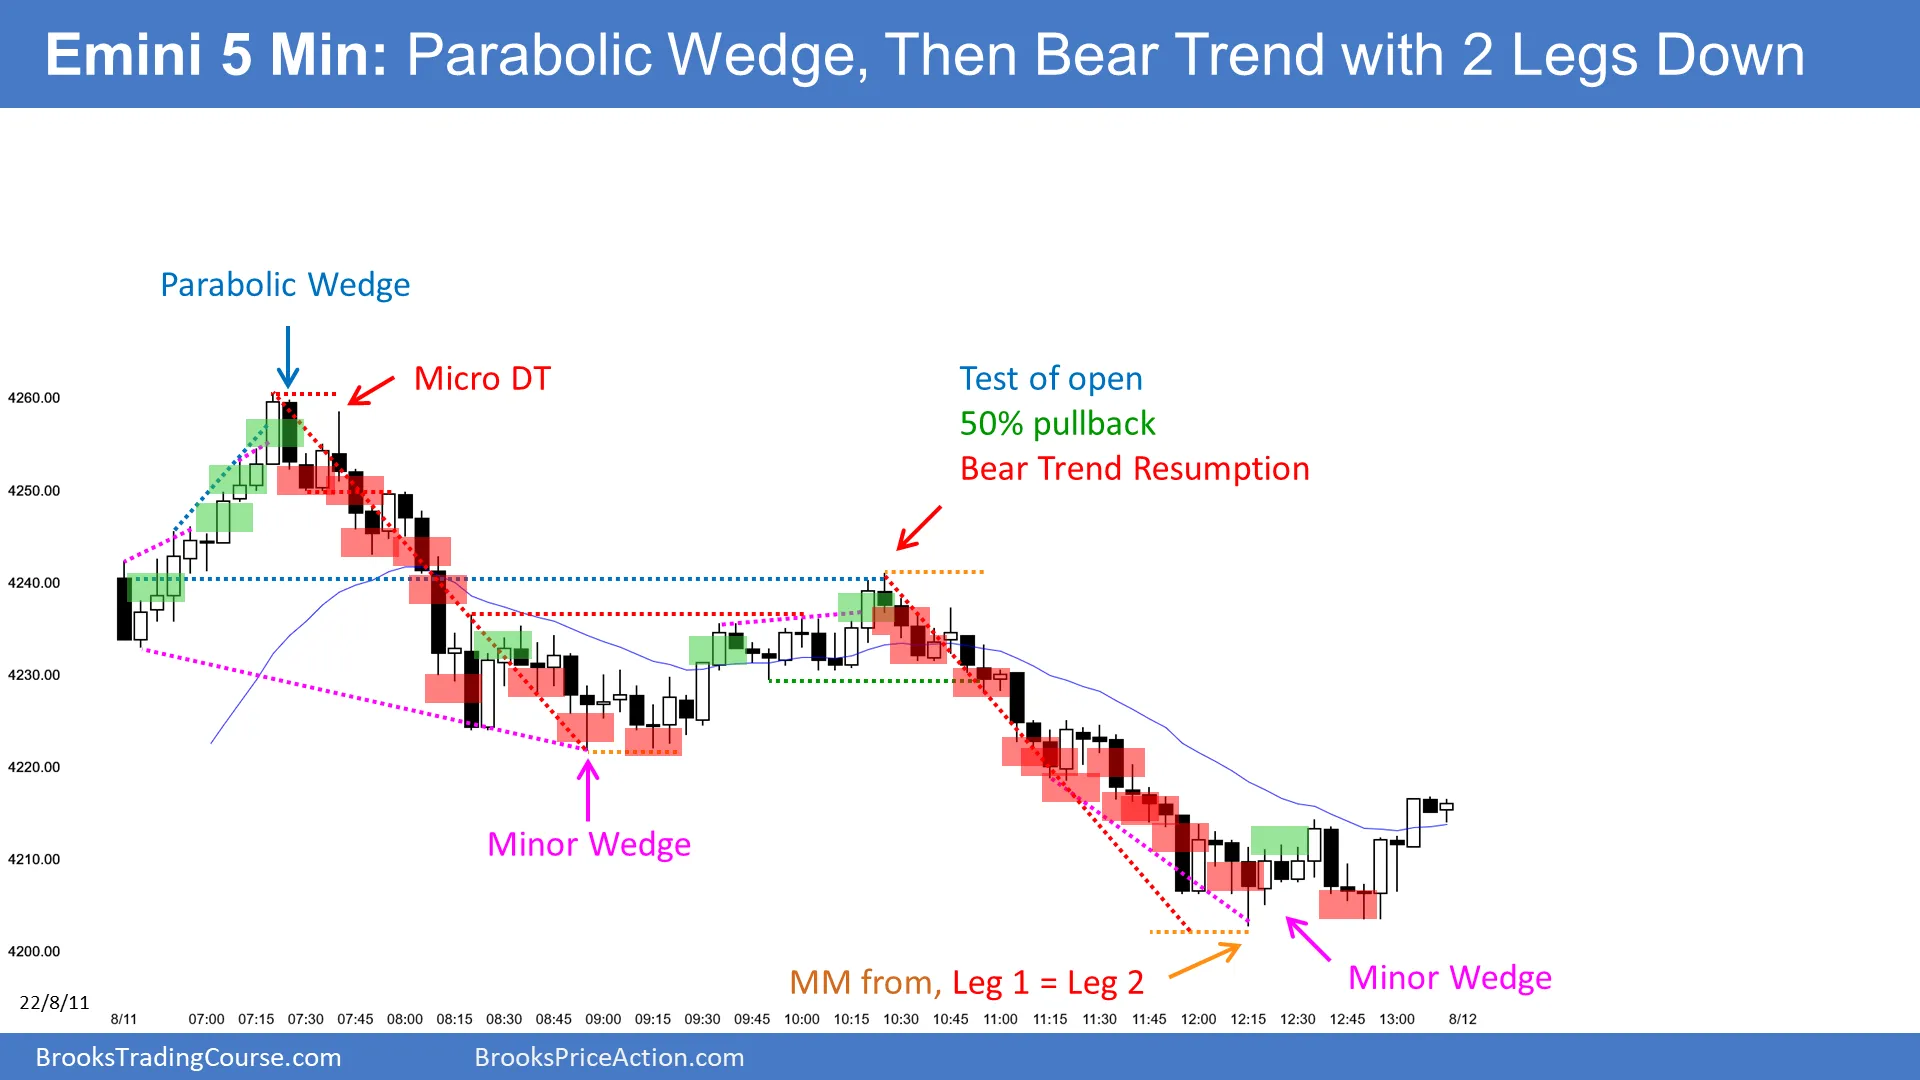 Emini 5 Min: Parabolic Wedge, Then Bear Trend with 2 Legs Down
Parabolic Wedge
Micro DT
Test of open
50% pullback
Bear Trend Resumption
4260.00
4250.00
4240.00
4230.00
4220.00
4210.00
4200.00
Minor Wedge
MM from, Leg 1 = Leg 2
Minor Wedge
22/8/11
8/11 07:00 07:15 07:30 07:45 08:00 08:15 08:30 08:45 09:00 09:15 09:30 09:45 10:00 10:15 10:30 10:45 11:00 11:15 11:30 11:45 12:00 12:15 12:30 12:45 13:00 8/12
BrooksTradingCourse.com BrooksPriceAction.com